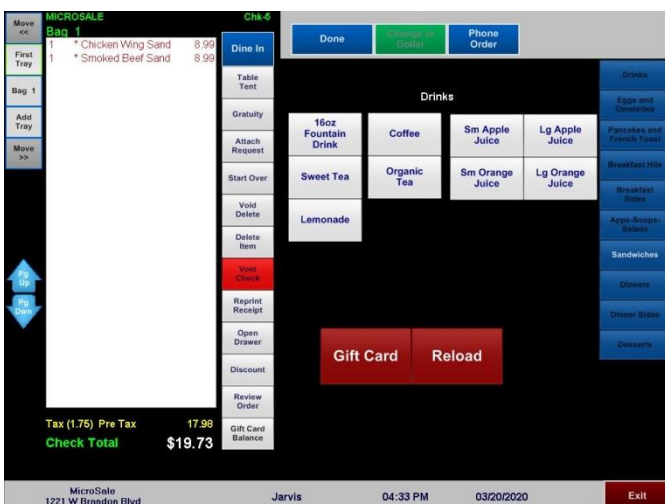 Move
<<
First
Tray
Bag 1
Add
Tray
Move
>>
Pg
Up
Pg
Dwn
MICROSALE Chk-5
Bag 1
1 * Chicken Wing Sand 8.99
1 * Smoked Beef Sand 8.99
Tax (1.75) Pre Tax 17.98
Check Total $19.73
Dine In
Table
Tent
Gratuity
Attach
Request
Start Over
Void
Delete
Delete
Item
Void
Check
Reprint
Receipt
Open
Drawer
Discount
Review
Order
Gift Card
Balance
Done
Change to
Dollar
Phone
Order
Drinks
16oz
Fountain
Drink
Coffee
Sm Apple
Juice
Lg Apple
Juice
Sweet Tea
Organic
Tea
Sm Orange
Juice
Lg Orange
Juice
Lemonade
Gift Card
Reload
Drinks
Eggs and
Omelettes
Pancakes and
French Toast
Breakfast Hits
Breakfast
Sides
Apps-Soups-
Salads
Sandwiches
Dinners
Dinner Sides
Desserts
MicroSale
1221 W Brandon Blvd
Jarvis
04:33 PM
03/20/2020
Exit